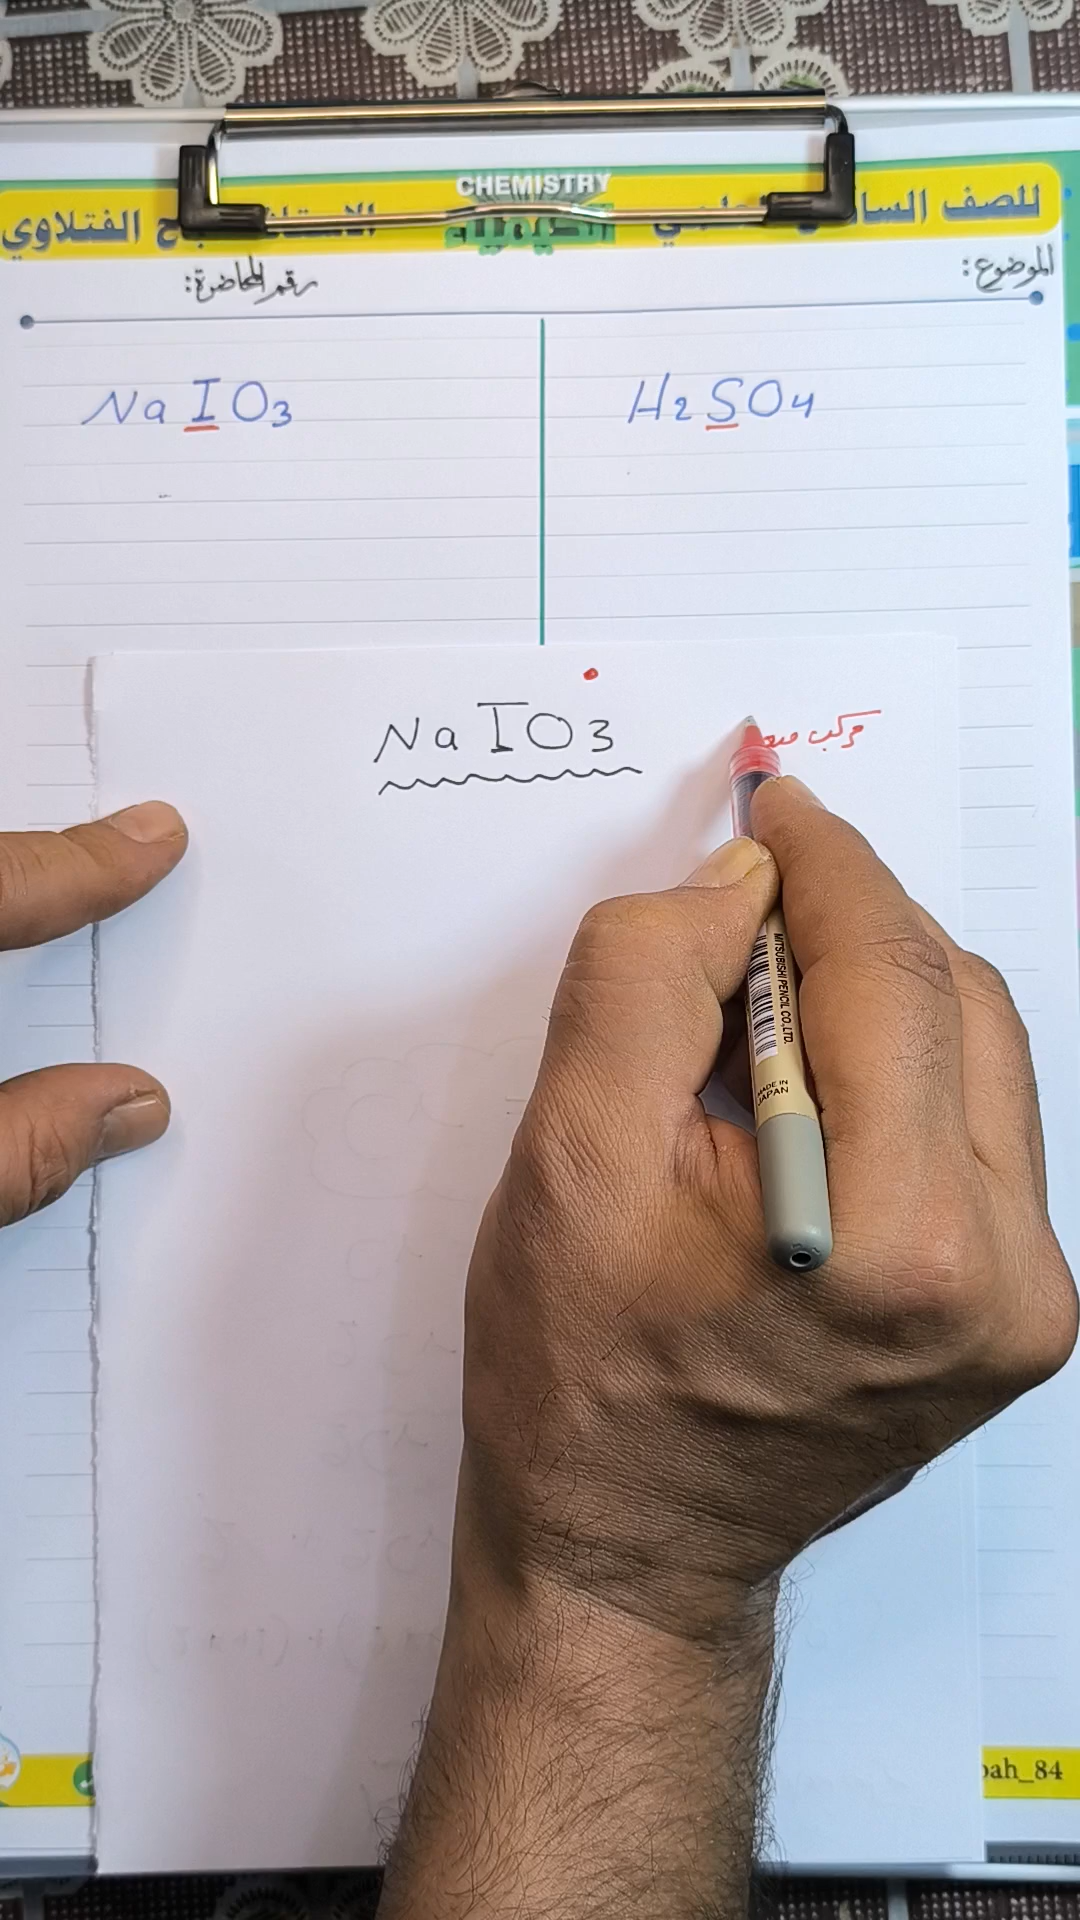 CHEMISTRY
للصف الفتلاوي
الكيمياء
الموضوع: رقم المحاضرة:
NaIO3 H2SO4
NaIO3 مركب
MITSUBISHI PENCIL CO.,LTD.
MADE IN
JAPAN
bah_84